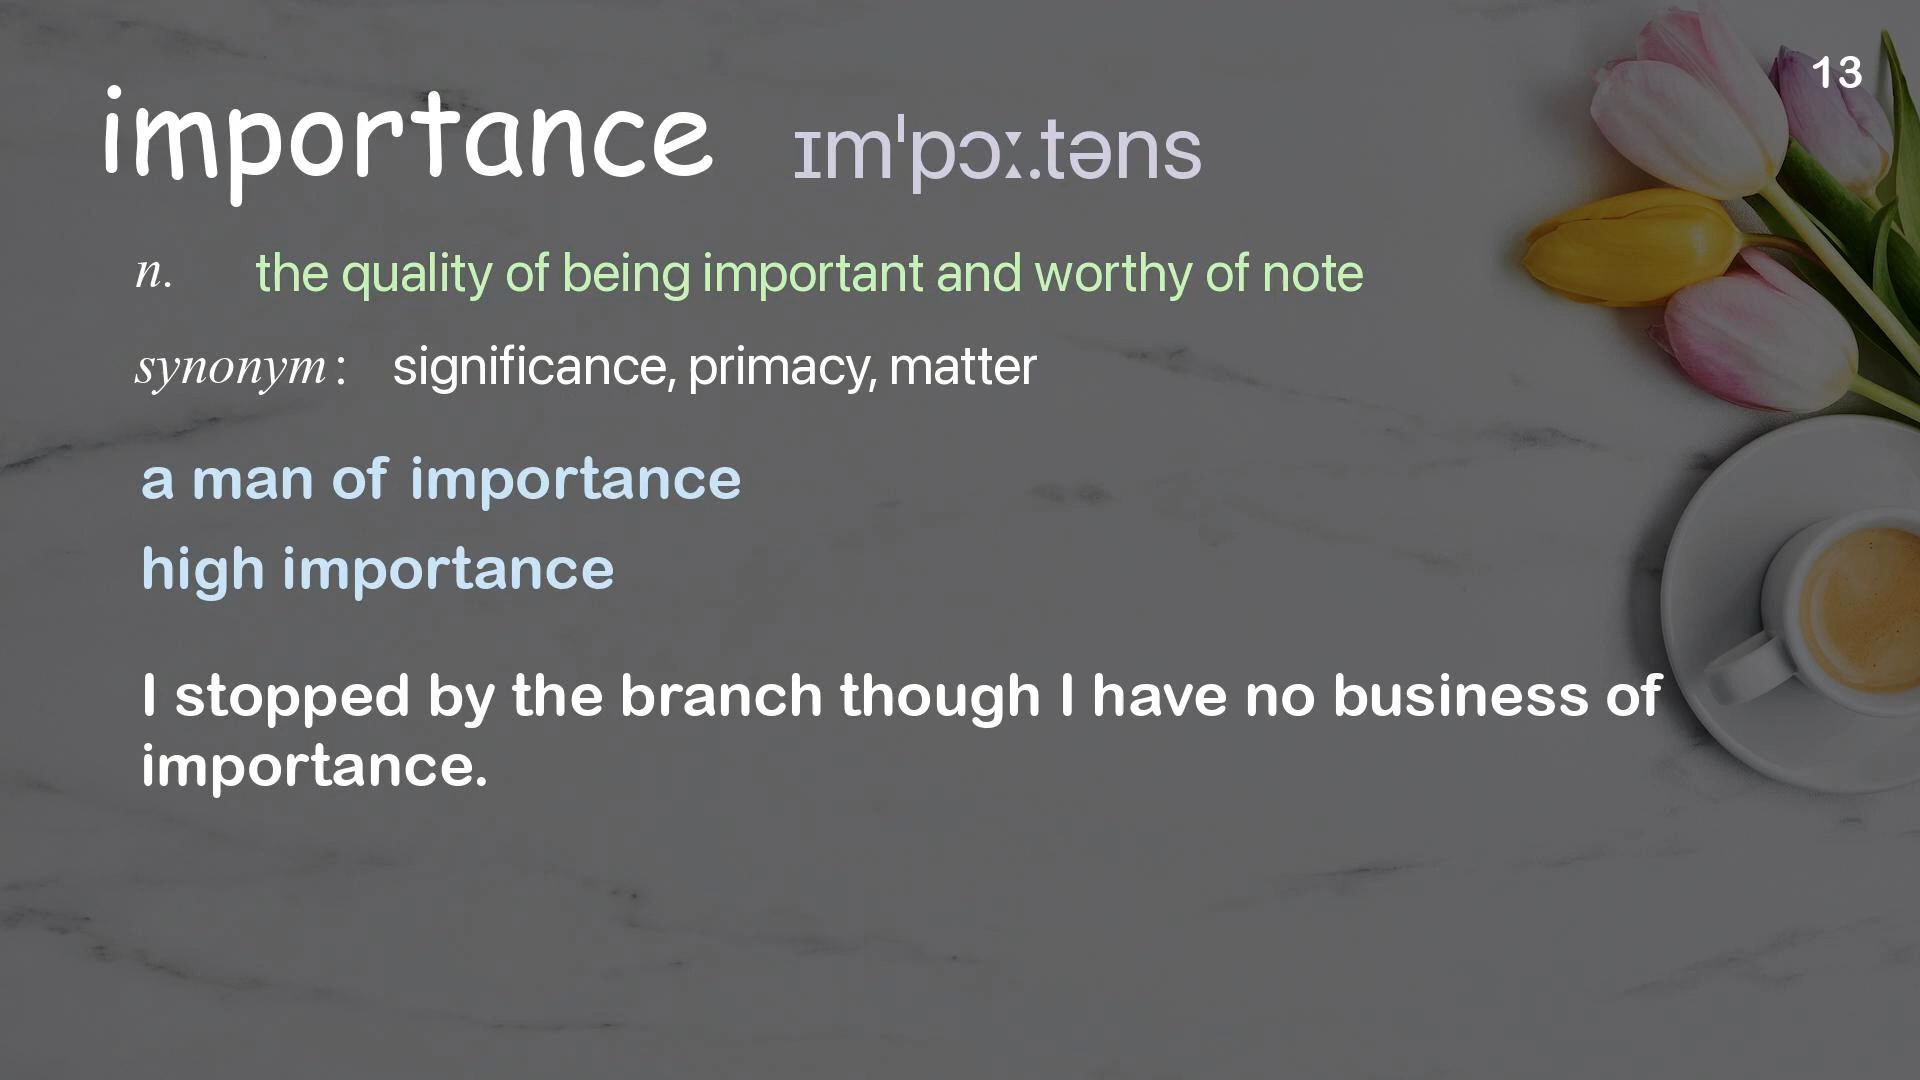 13
importance ɪmˈpɔː.təns
n. the quality of being important and worthy of note
synonym: significance, primacy, matter
a man of importance
high importance
I stopped by the branch though I have no business of
importance.